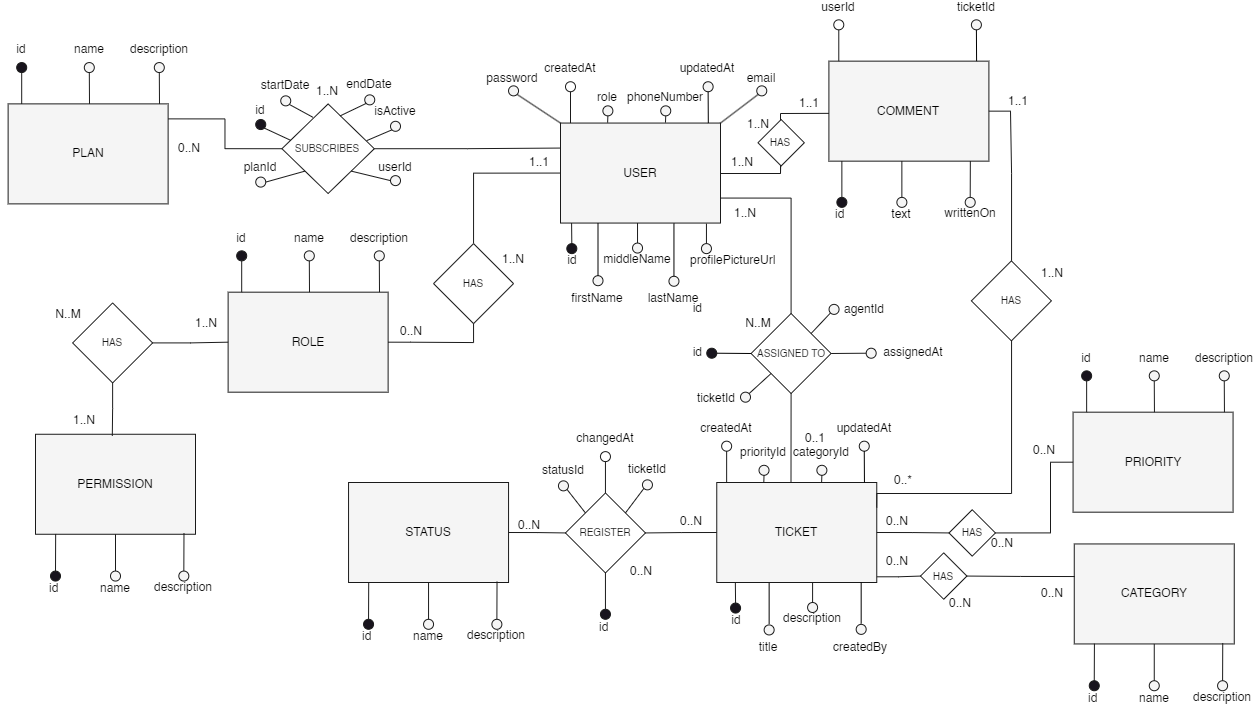 userId
ticketId
id
name
description
createdAt
updatedAt
password
email
startDate
endDate
1..N
role
phoneNumber
id
isActive
1..1
1..1
COMMENT
1..N
PLAN
0..N
SUBSCRIBES
HAS
1..1
1..N
USER
planId
userId
1..N
id
text
writtenOn
id
name
description
1..N
id
middleName
profilePictureUrl
HAS
firstName
lastName
id
1..N
HAS
N..M
HAS
1..N
ROLE
0..N
N..M
agentId
id
ASSIGNED TO
assignedAt
id
name
description
ticketId
1..N
createdAt
0..1
updatedAt
changedAt
priorityId
categoryId
0..N
PRIORITY
statusId
ticketId
PERMISSION
0..*
STATUS
0..N
REGISTER
0..N
TICKET
0..N
HAS
0..N
0..N
HAS
0..N
0..N
0..N
CATEGORY
id
name
description
id
description
id
name
description
id
title
createdBy
id
name
description